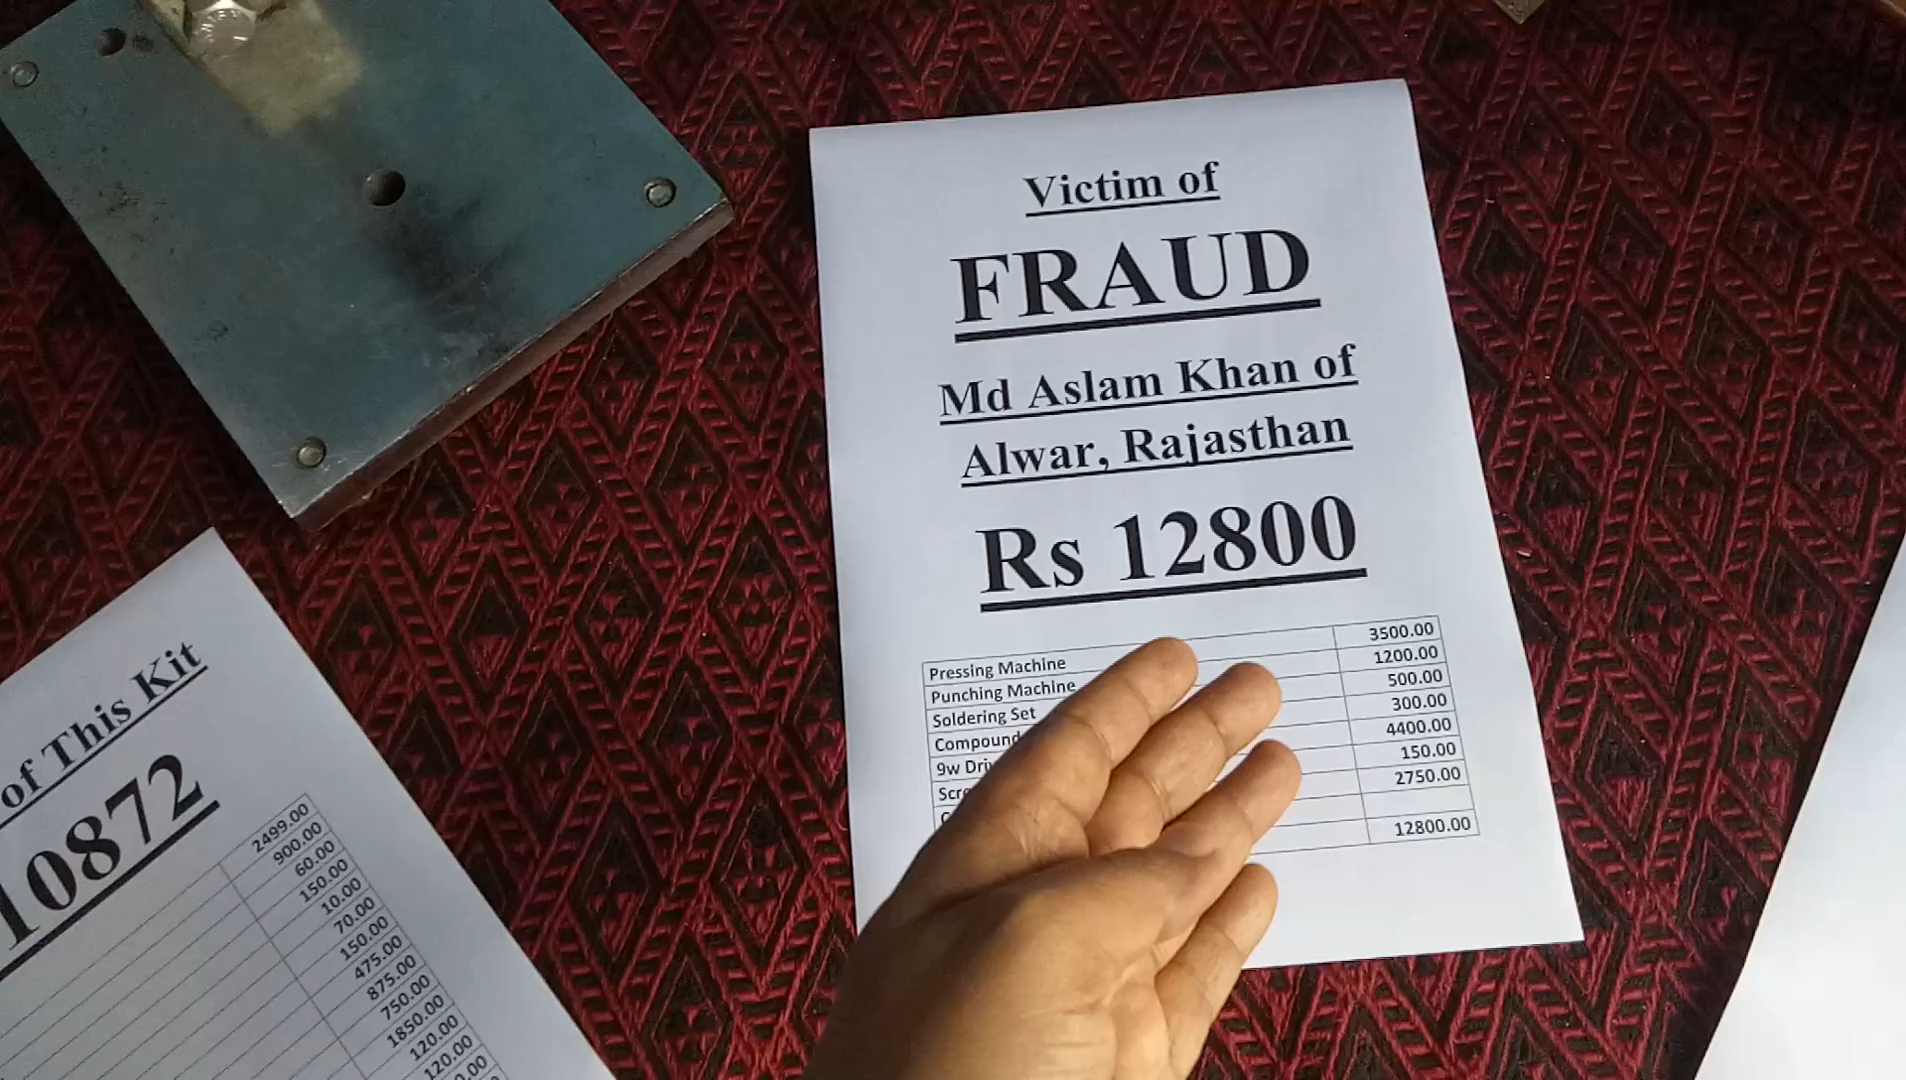 Victim of
FRAUD
Md Aslam Khan of
Alwar, Rajasthan
Rs 12800
Pressing Machine 3500.00
Punching Machine 1200.00
Soldering Set 500.00
Compound 300.00
9w 4400.00
150.00
2750.00
12800.00
of This Kit
10872
2499.00
900.00
60.00
150.00
10.00
70.00
150.00
475.00
875.00
750.00
1850.00
120.00
120.00